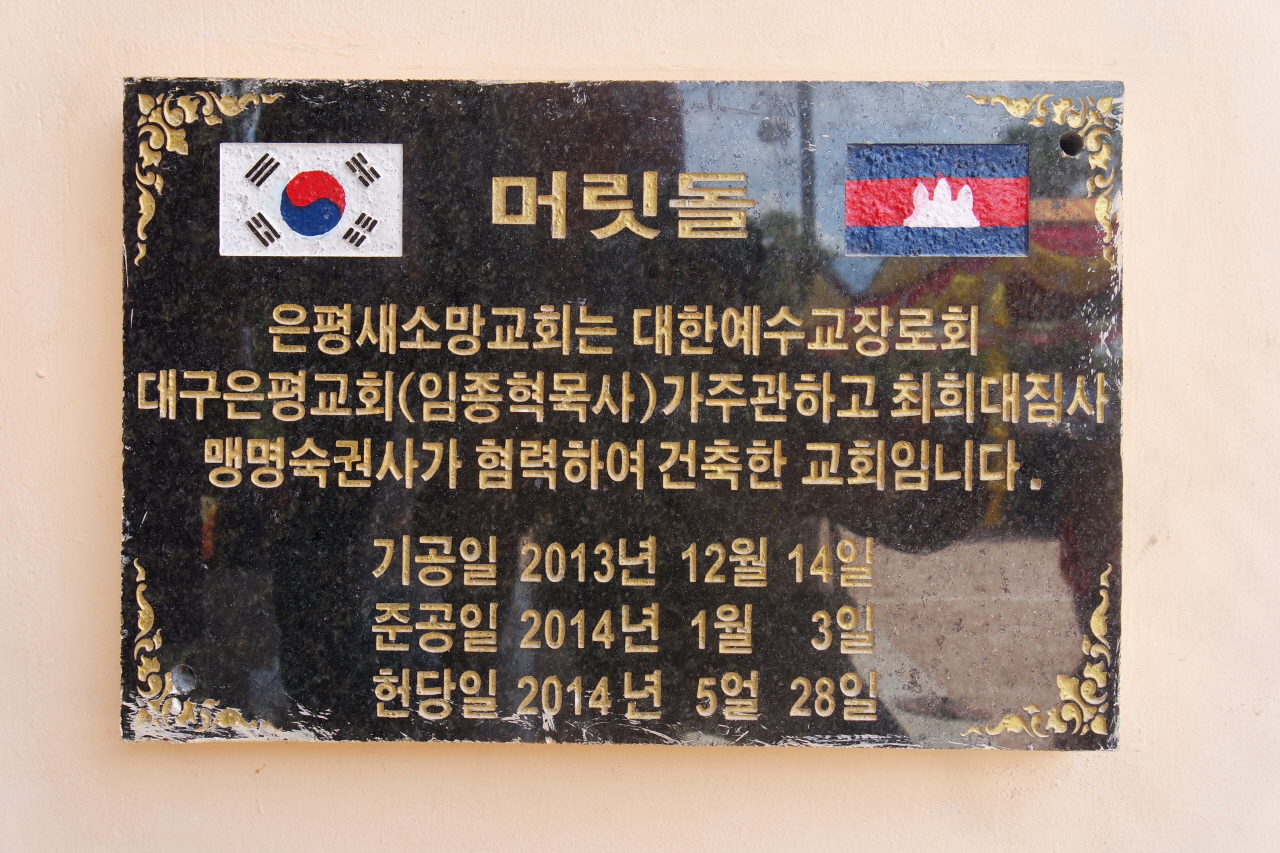 머릿돌
은평새소망교회는 대한예수교장로회
대구은평교회(임종혁목사)가주관하고 최희대집사
맹명숙권사가 협력하여 건축한 교회입니다.
기공일 2013년 12월 14일
준공일 2014년 1월 3일
헌당일 2014년 5얼 28일